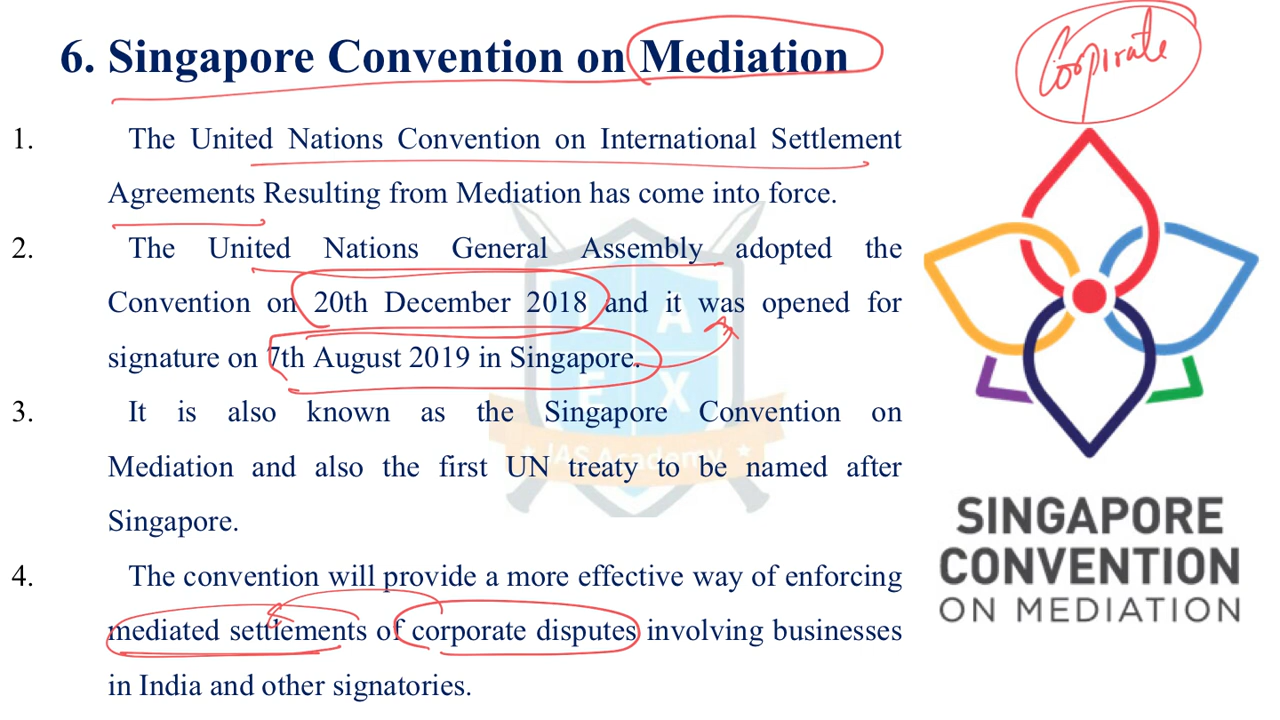 6. Singapore Convention on Mediation
Corpirate
1. The United Nations Convention on International Settlement
Agreements Resulting from Mediation has come into force.
2. The United Nations General Assembly adopted the
Convention on 20th December 2018 and it was opened for
signature on 7th August 2019 in Singapore.
3. It is also known as the Singapore Convention on
Mediation and also the first UN treaty to be named after
Singapore.
4. The convention will provide a more effective way of enforcing
mediated settlements of corporate disputes involving businesses
in India and other signatories.
A
E X
IAS Academy
SINGAPORE
CONVENTION
ON MEDIATION